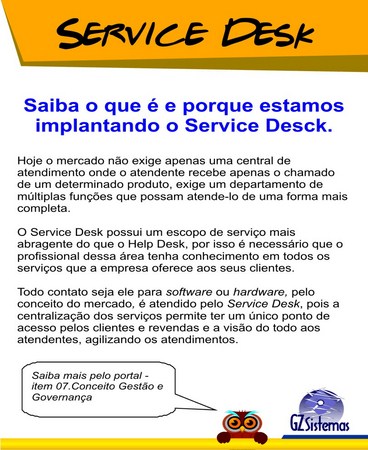 Service Desk
Saiba o que é e porque estamos
implantando o Service Desck.
Hoje o mercado não exige apenas uma central de
atendimento onde o atendente recebe apenas o chamado
de um determinado produto, exige um departamento de
múltiplas funções que possam atende-lo de uma forma mais
completa.
O Service Desk possui um escopo de serviço mais
abragente do que o Help Desk, por isso é necessário que o
profissional dessa área tenha conhecimento em todos os
serviços que a empresa oferece aos seus clientes.
Todo contato seja ele para software ou hardware, pelo
conceito do mercado, é atendido pelo Service Desk, pois a
centralização dos serviços permite ter um único ponto de
acesso pelos clientes e revendas e a visão do todo aos
atendentes, agilizando os atendimentos.
Saiba mais pelo portal -
item 07.Conceito Gestão e
Governança
GZSistemas